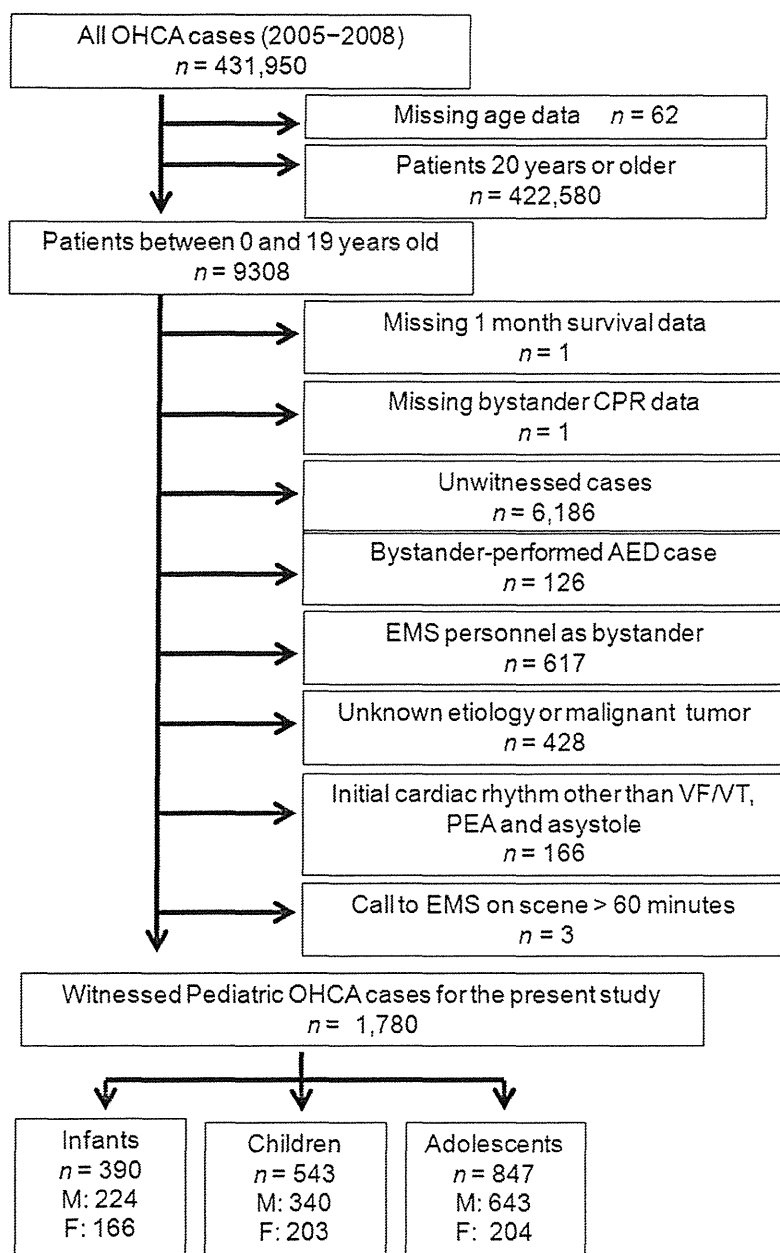 All OHCA cases (2005−2008)
n = 431,950
Missing age data n = 62
Patients 20 years or older
n = 422,580
Patients between 0 and 19 years old
n = 9308
Missing 1 month survival data
n = 1
Missing bystander CPR data
n = 1
Unwitnessed cases
n = 6,186
Bystander-performed AED case
n = 126
EMS personnel as bystander
n = 617
Unknown etiology or malignant tumor
n = 428
Initial cardiac rhythm other than VF/VT,
PEA and asystole
n = 166
Call to EMS on scene > 60 minutes
n = 3
Witnessed Pediatric OHCA cases for the present study
n = 1,780
Infants
n = 390
M: 224
F: 166
Children
n = 543
M: 340
F: 203
Adolescents
n = 847
M: 643
F: 204